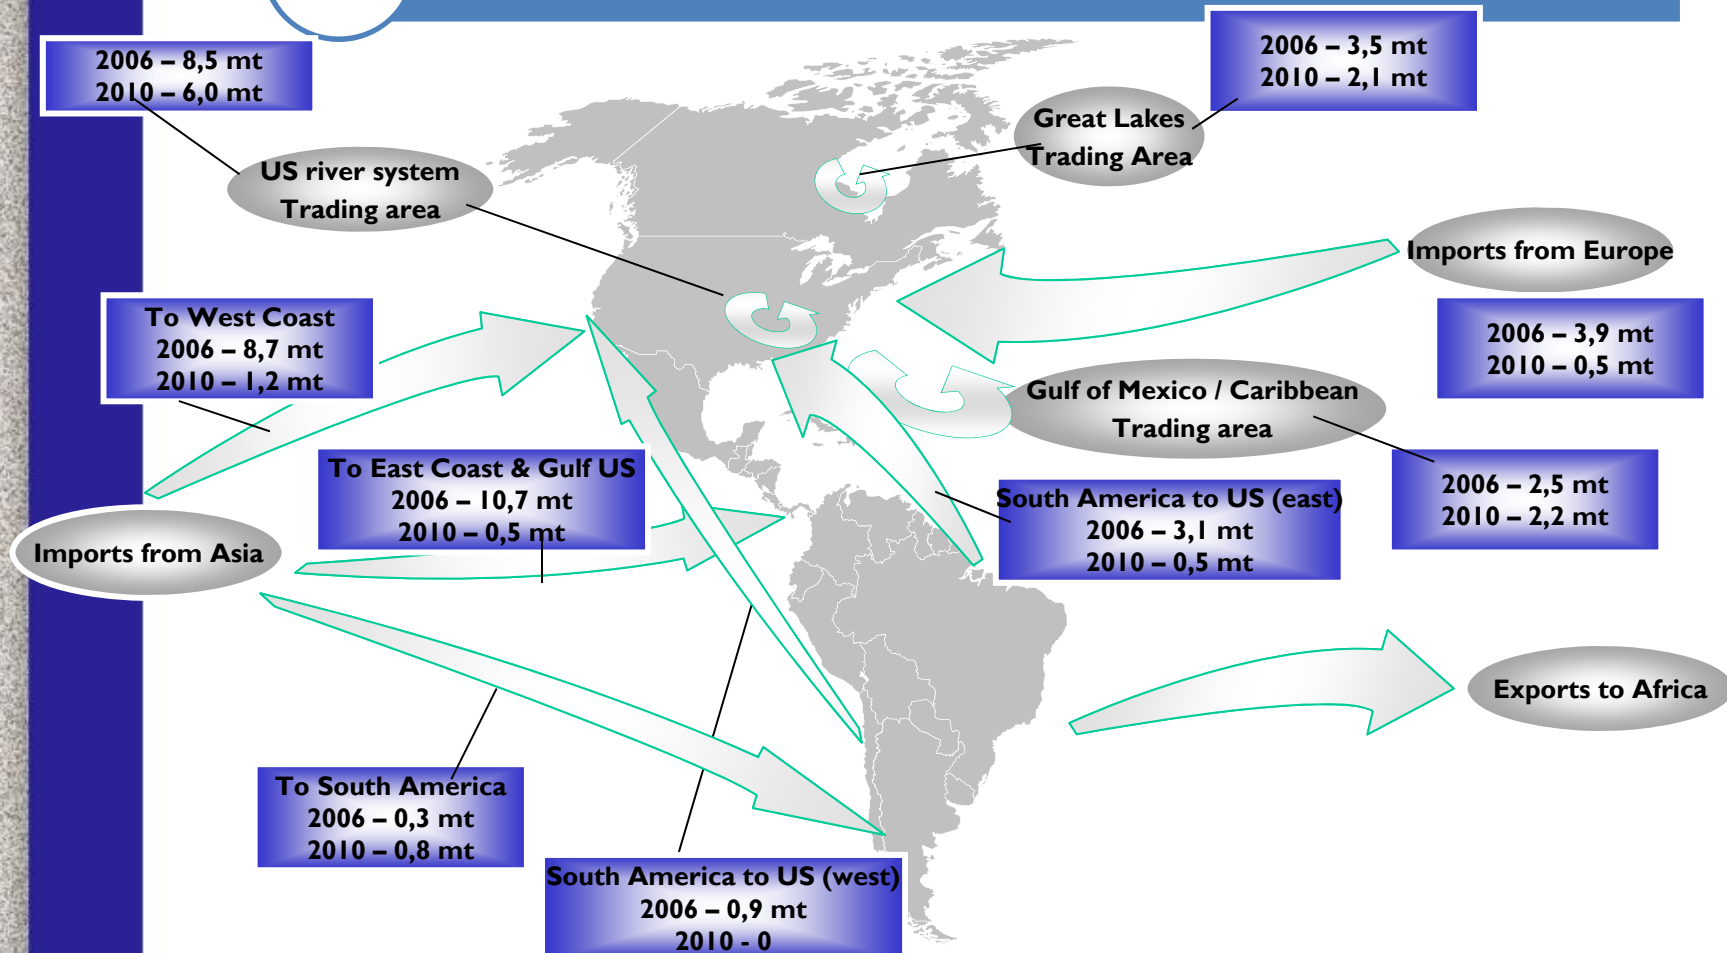 2006 – 8,5 mt
2010 – 6,0 mt
2006 – 3,5 mt
2010 – 2,1 mt
Great Lakes
Trading Area
US river system
Trading area
Imports from Europe
2006 – 3,9 mt
2010 – 0,5 mt
To West Coast
2006 – 8,7 mt
2010 – 1,2 mt
Gulf of Mexico / Caribbean
Trading area
2006 – 2,5 mt
2010 – 2,2 mt
To East Coast & Gulf US
2006 – 10,7 mt
2010 – 0,5 mt
South America to US (east)
2006 – 3,1 mt
2010 – 0,5 mt
Imports from Asia
Exports to Africa
To South America
2006 – 0,3 mt
2010 – 0,8 mt
South America to US (west)
2006 – 0,9 mt
2010 - 0